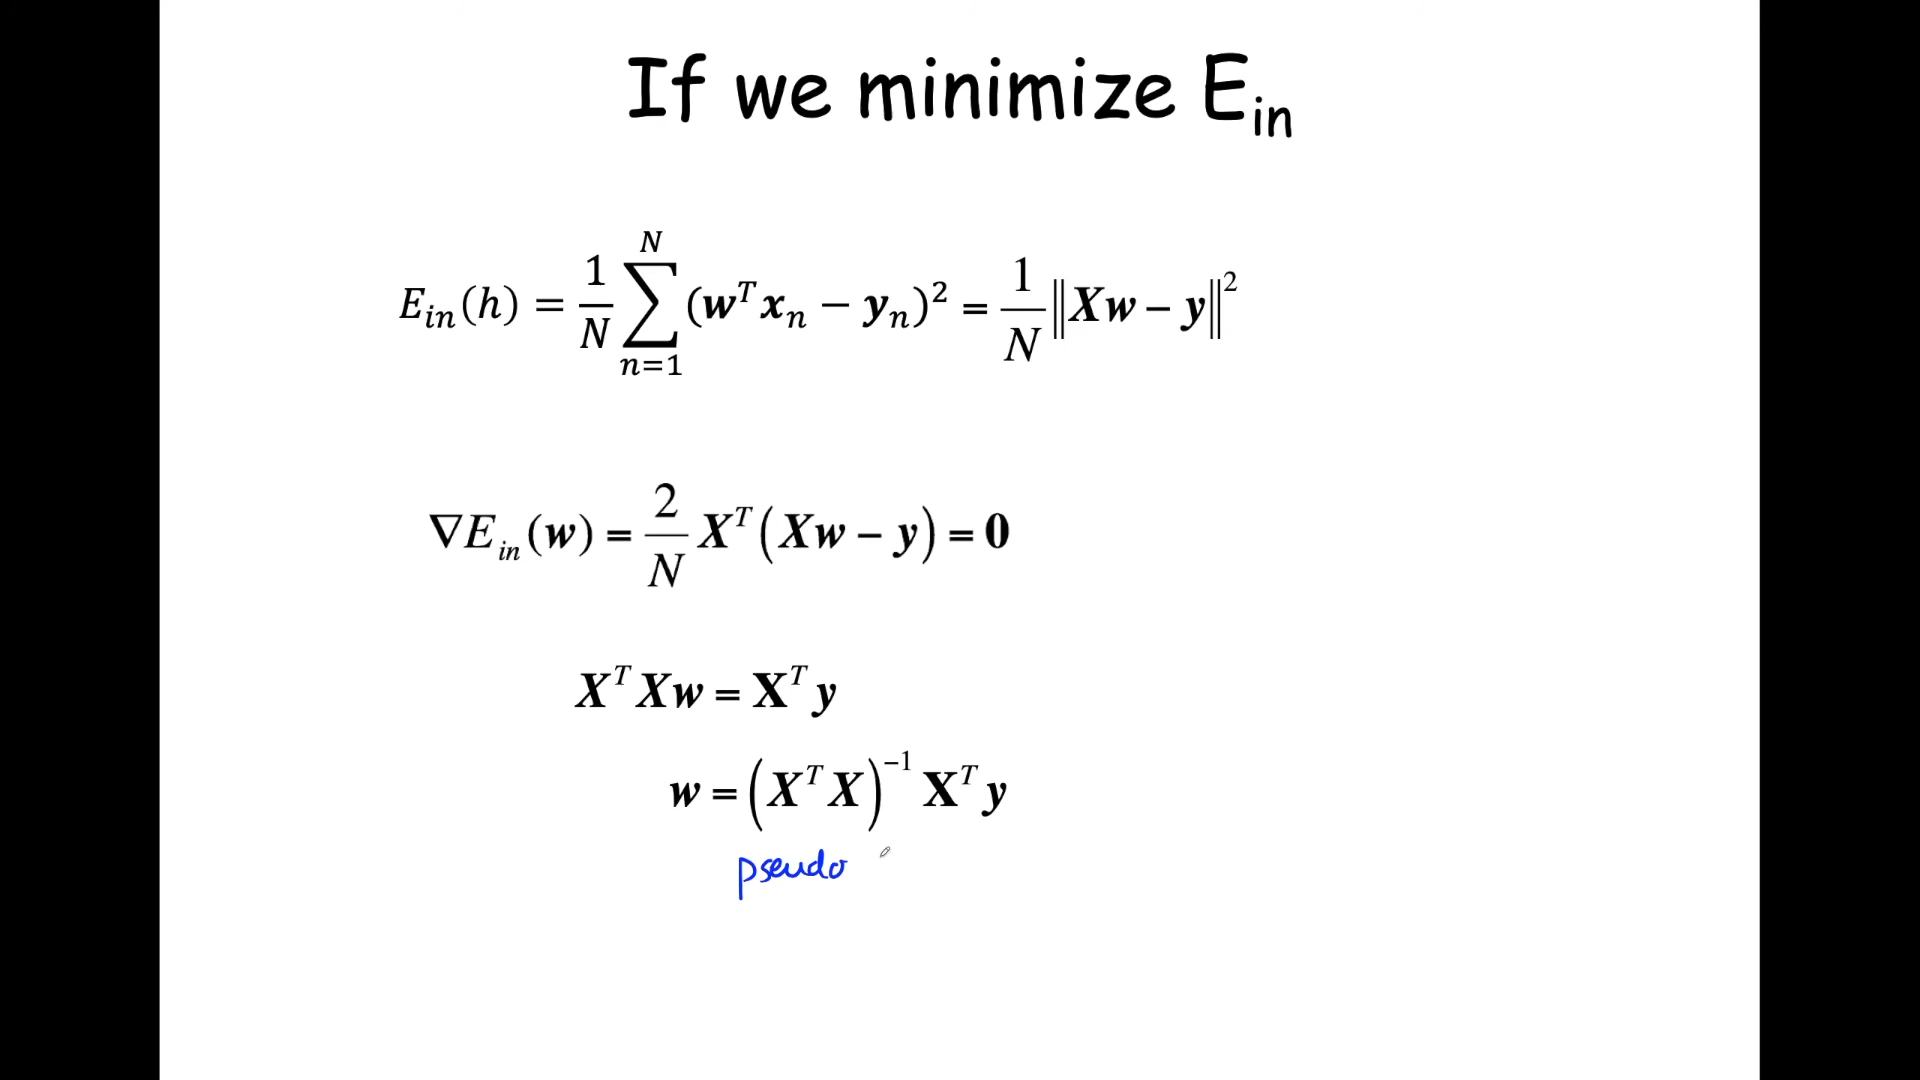 If we minimize E_in
E_in(h) = 1/N ∑_{n=1}^{N} (w^T x_n − y_n)^2 = 1/N ‖Xw − y‖^2
∇E_in(w) = 2/N X^T (Xw − y) = 0
X^T Xw = X^T y
w = (X^T X)^{−1} X^T y
pseudo